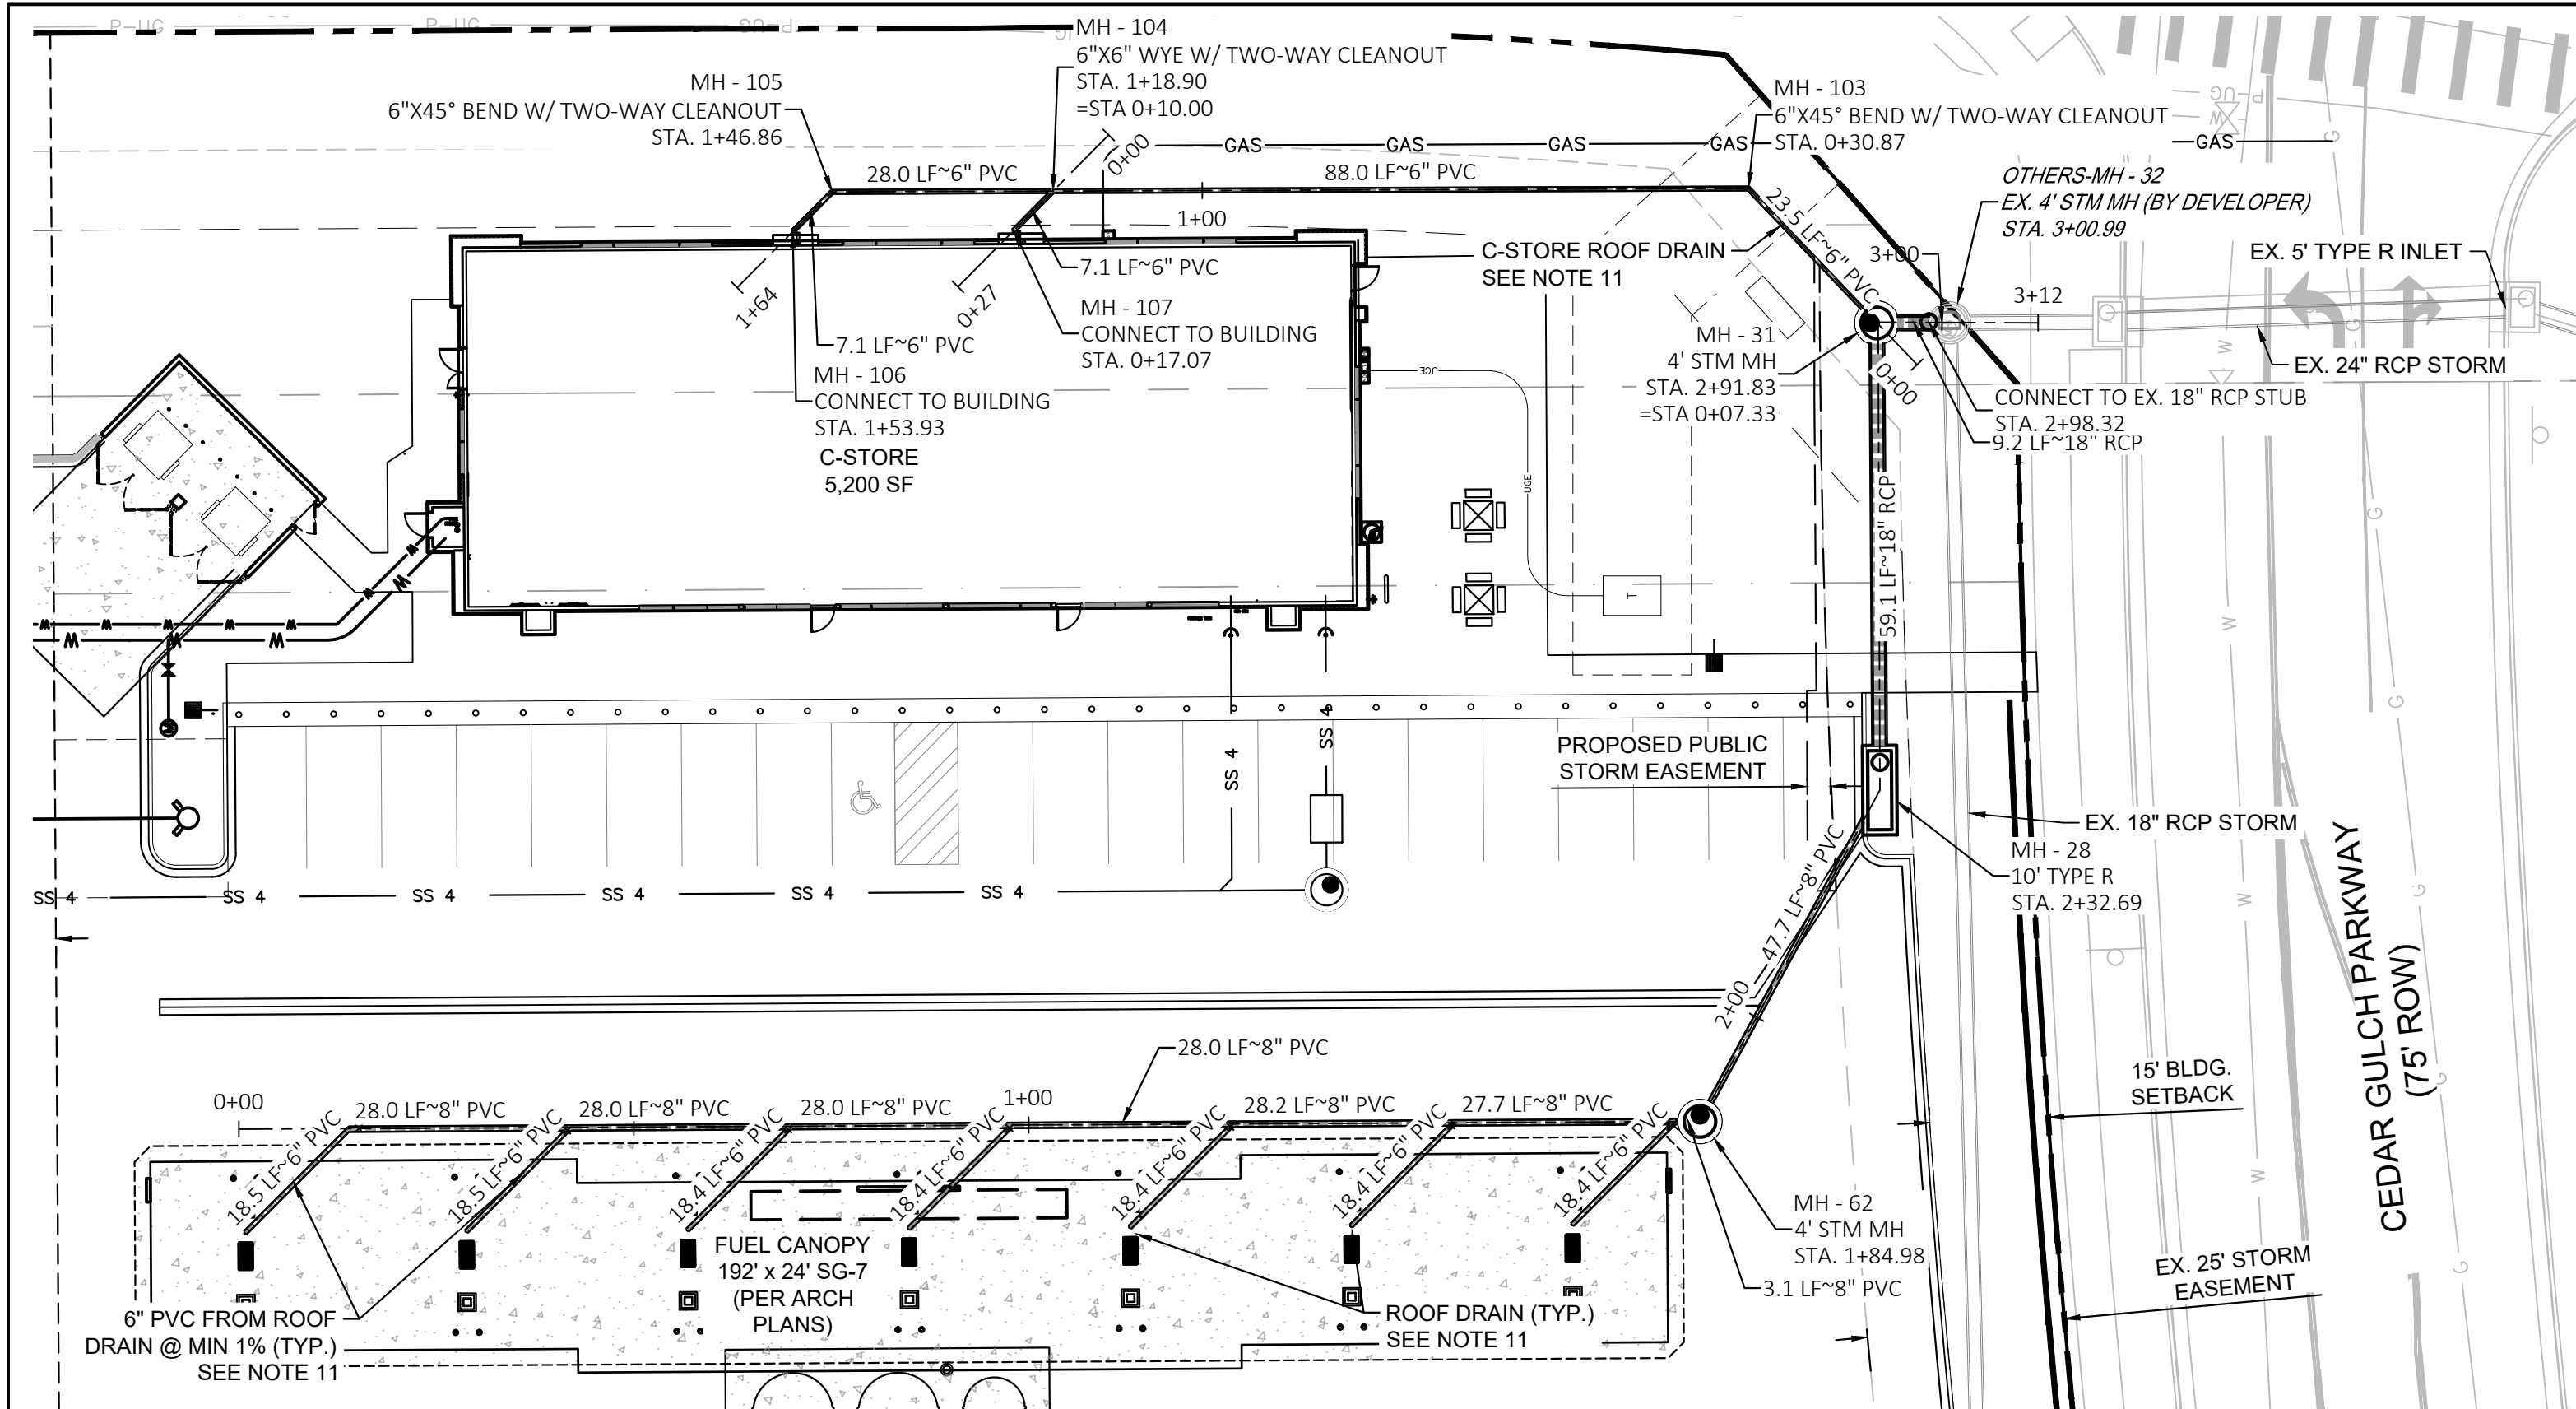 P-UG
P-UG
P-UG
UG
MH - 104
6"X6" WYE W/ TWO-WAY CLEANOUT
STA. 1+18.90
=STA 0+10.00
MH - 105
6"X45° BEND W/ TWO-WAY CLEANOUT
STA. 1+46.86
MH - 103
6"X45° BEND W/ TWO-WAY CLEANOUT
STA. 0+30.87
P-UG
W
G
GAS
GAS
GAS
GAS
GAS
0+00
28.0 LF~6" PVC
88.0 LF~6" PVC
1+00
23.5 LF~6" PVC
OTHERS-MH - 32
EX. 4' STM MH (BY DEVELOPER)
STA. 3+00.99
C-STORE ROOF DRAIN
SEE NOTE 11
3+00
3+12
EX. 5' TYPE R INLET
7.1 LF~6" PVC
1+64
0+27
MH - 107
CONNECT TO BUILDING
STA. 0+17.07
7.1 LF~6" PVC
MH - 106
CONNECT TO BUILDING
STA. 1+53.93
C-STORE
5,200 SF
MH - 31
4' STM MH
STA. 2+91.83
=STA 0+07.33
0+00
EX. 24" RCP STORM
CONNECT TO EX. 18" RCP STUB
STA. 2+98.32
9.2 LF~18" RCP
UGE
UGE
T
59.1 LF~18" RCP
W
W
W
W
W
W
W
W
W
W
W
W
G
G
G
G
G
G
G
SS 4
SS 4
PROPOSED PUBLIC
STORM EASEMENT
EX. 18" RCP STORM
MH - 28
10' TYPE R
STA. 2+32.69
SS 4
SS 4
SS 4
SS 4
SS 4
SS 4
47.7 LF~8" PVC
2+00
CEDAR GULCH PARKWAY
(75' ROW)
28.0 LF~8" PVC
0+00
28.0 LF~8" PVC
28.0 LF~8" PVC
28.0 LF~8" PVC
1+00
28.2 LF~8" PVC
27.7 LF~8" PVC
18.5 LF~6" PVC
18.5 LF~6" PVC
18.4 LF~6" PVC
18.4 LF~6" PVC
18.4 LF~6" PVC
18.4 LF~6" PVC
18.4 LF~6" PVC
15' BLDG.
SETBACK
MH - 62
4' STM MH
STA. 1+84.98
3.1 LF~8" PVC
FUEL CANOPY
192' x 24' SG-7
(PER ARCH
PLANS)
EX. 25' STORM
EASEMENT
6" PVC FROM ROOF
DRAIN @ MIN 1% (TYP.)
SEE NOTE 11
ROOF DRAIN (TYP.)
SEE NOTE 11